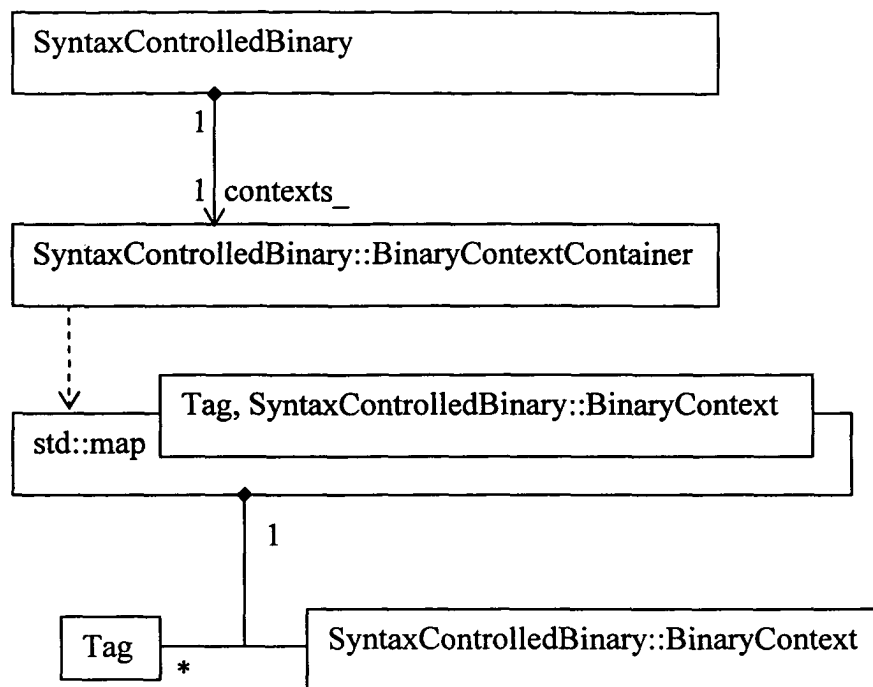 SyntaxControlledBinary
1
1 contexts_
SyntaxControlledBinary::BinaryContextContainer
Tag, SyntaxControlledBinary::BinaryContext
std::map
1
Tag
*
SyntaxControlledBinary::BinaryContext